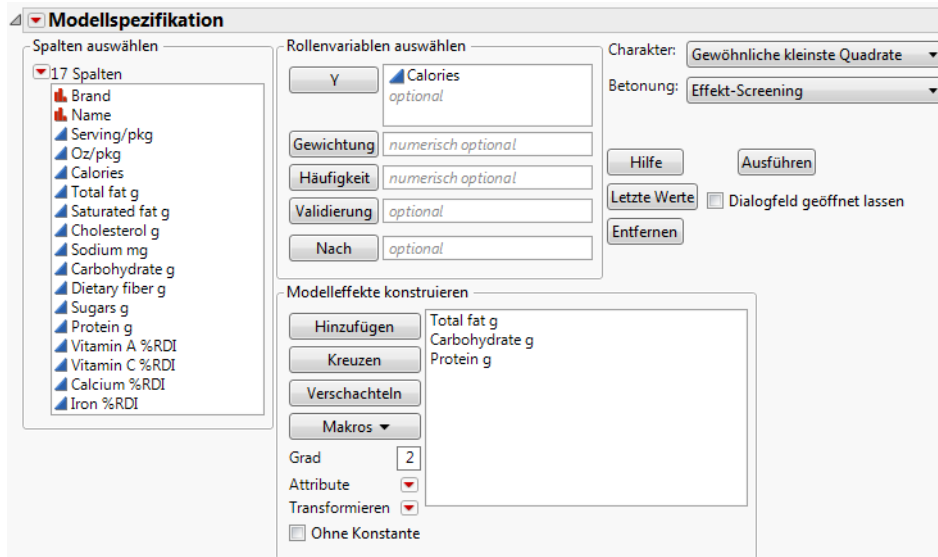 Modellspezifikation
Spalten auswählen
17 Spalten
Brand
Name
Serving/pkg
Oz/pkg
Calories
Total fat g
Saturated fat g
Cholesterol g
Sodium mg
Carbohydrate g
Dietary fiber g
Sugars g
Protein g
Vitamin A %RDI
Vitamin C %RDI
Calcium %RDI
Iron %RDI
Rollenvariablen auswählen
Y
Calories
optional
Gewichtung
numerisch optional
Häufigkeit
numerisch optional
Validierung
optional
Nach
optional
Charakter:
Gewöhnliche kleinste Quadrate
Betonung:
Effekt-Screening
Hilfe
Ausführen
Letzte Werte
Dialogfeld geöffnet lassen
Entfernen
Modelleffekte konstruieren
Hinzufügen
Kreuzen
Verschachteln
Makros
Grad
2
Attribute
Transformieren
Ohne Konstante
Total fat g
Carbohydrate g
Protein g